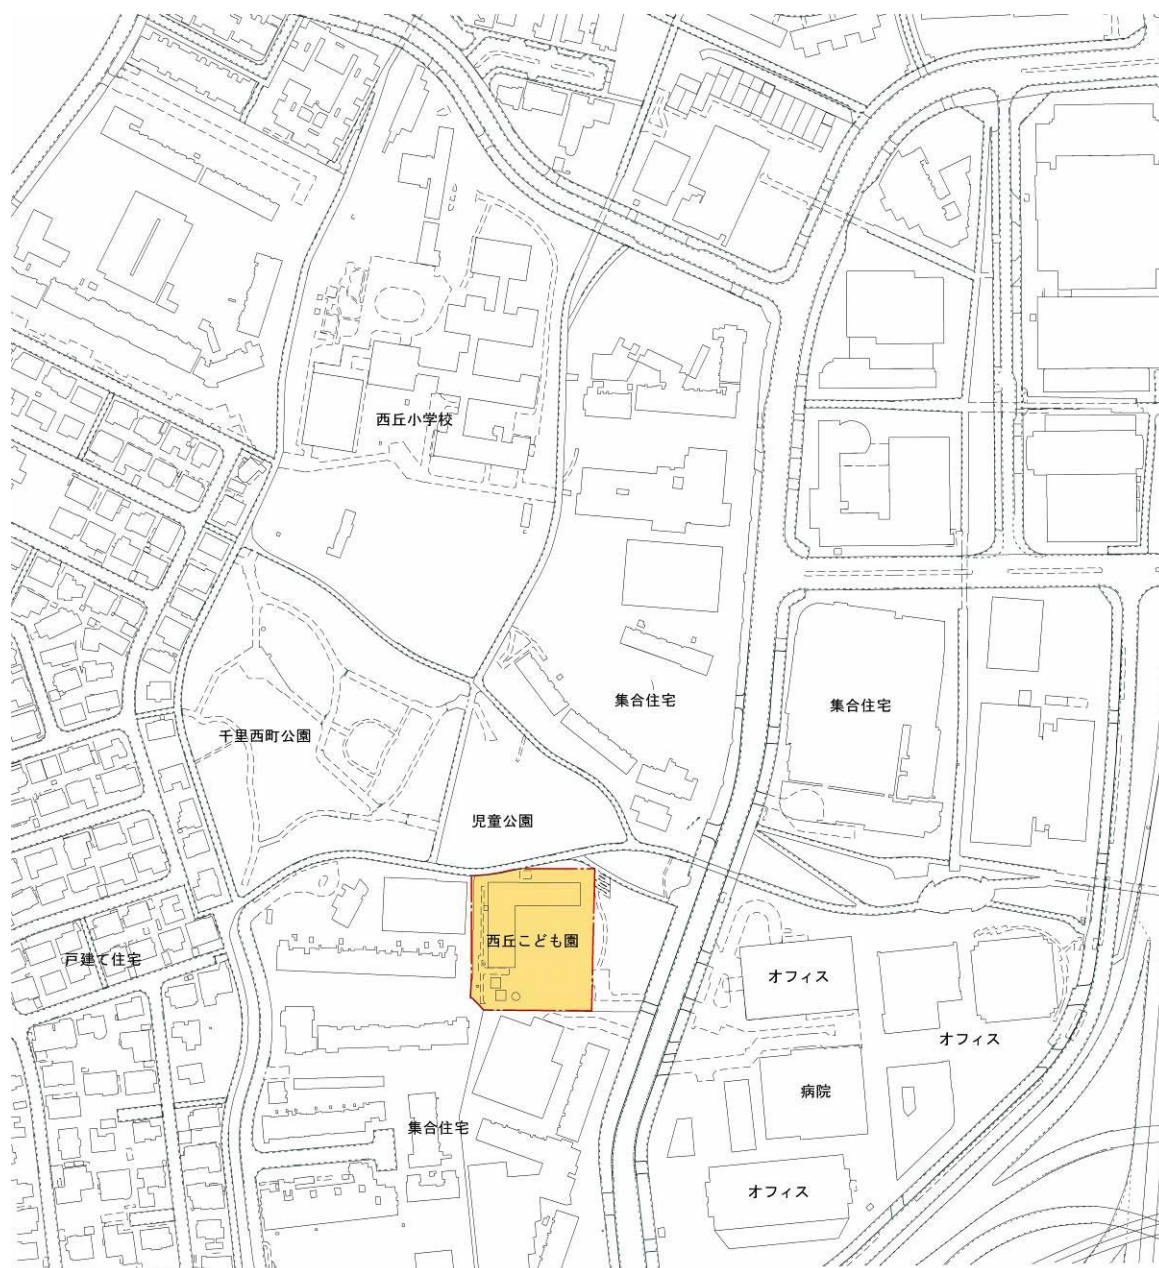 西丘小学校
集合住宅
集合住宅
千里西町公園
児童公園
西丘こども園
戸建て住宅
オフィス
オフィス
病院
集合住宅
オフィス